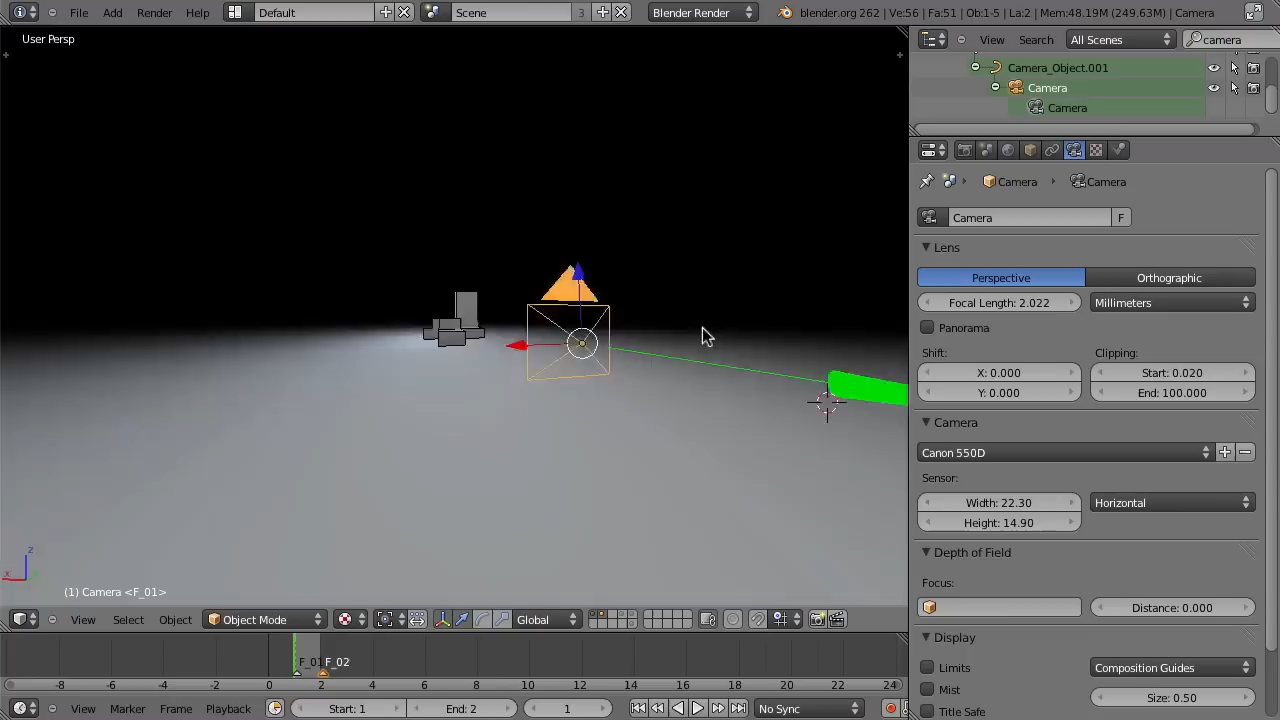 File Add Render Help Default Scene 3 Blender Render blender.org 262 | Ve:56 | Fa:51 | Ob:1-5 | La:2 | Mem:48.19M (249.63M) | Camera
User Persp
View Search All Scenes camera
Camera_Object.001
Camera
Camera
Camera Camera
Camera F
Lens
Perspective Orthographic
Focal Length: 2.022 Millimeters
Panorama
Shift: Clipping:
X: 0.000 Start: 0.020
Y: 0.000 End: 100.000
Camera
Canon 550D
Sensor:
Width: 22.30 Horizontal
Height: 14.90
Depth of Field
Focus:
Distance: 0.000
Display
Limits Composition Guides
Mist Size: 0.50
Title Safe
z
x
(1) Camera <F_01>
View Select Object Object Mode Global
F_01 F_02
-8 -6 -4 -2 0 2 4 6 8 10 12 14 16 18 20 22 24
View Marker Frame Playback Start: 1 End: 2 1 No Sync